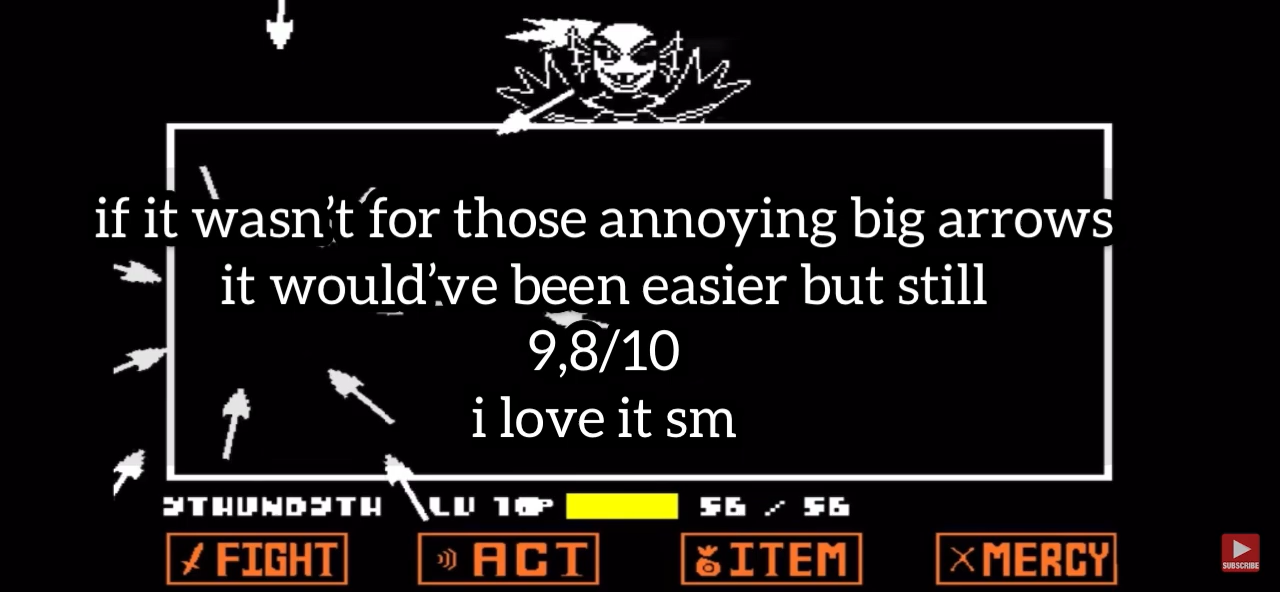 if it wasn't for those annoying big arrows
it would've been easier but still
9,8/10
i love it sm
LV 10 HP 56 / 56
FIGHT ACT ITEM MERCY
SUBSCRIBE